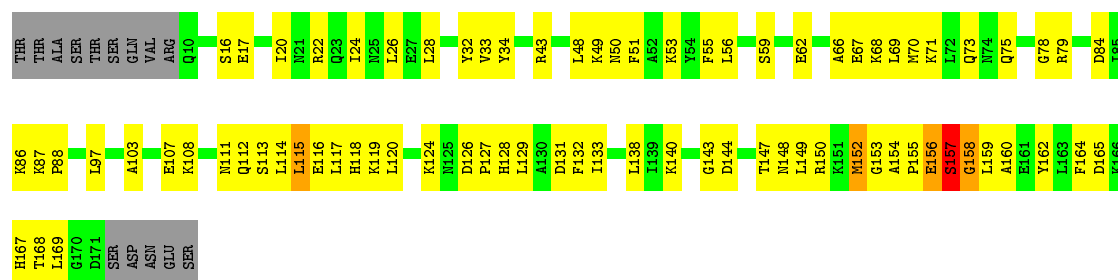 THR THR ALA SER THR SER GLN VAL ARG Q10 S16 E17 I20 N21 R22 Q23 I24 N25 L26 E27 L28 Y32 V33 Y34 R43 L48 K49 N50 F51 A52 K53 Y54 F55 L56 S59 E62 A66 E67 K68 L69 M70 K71 L72 Q73 N74 Q75 G78 R79 D84 I85
K86 K87 P88 L97 A103 E107 K108 N111 Q112 S113 L114 L115 E116 L117 H118 K119 L120 K124 N125 D126 P127 H128 L129 A130 D131 F132 I133 L138 I139 K140 G143 D144 T147 N148 L149 R150 K151 M152 G153 A154 P155 E156 S157 G158 L159 A160 E161 Y162 L163 F164 D165 K166
H167 T168 L169 G170 D171 SER ASP ASN GLU SER